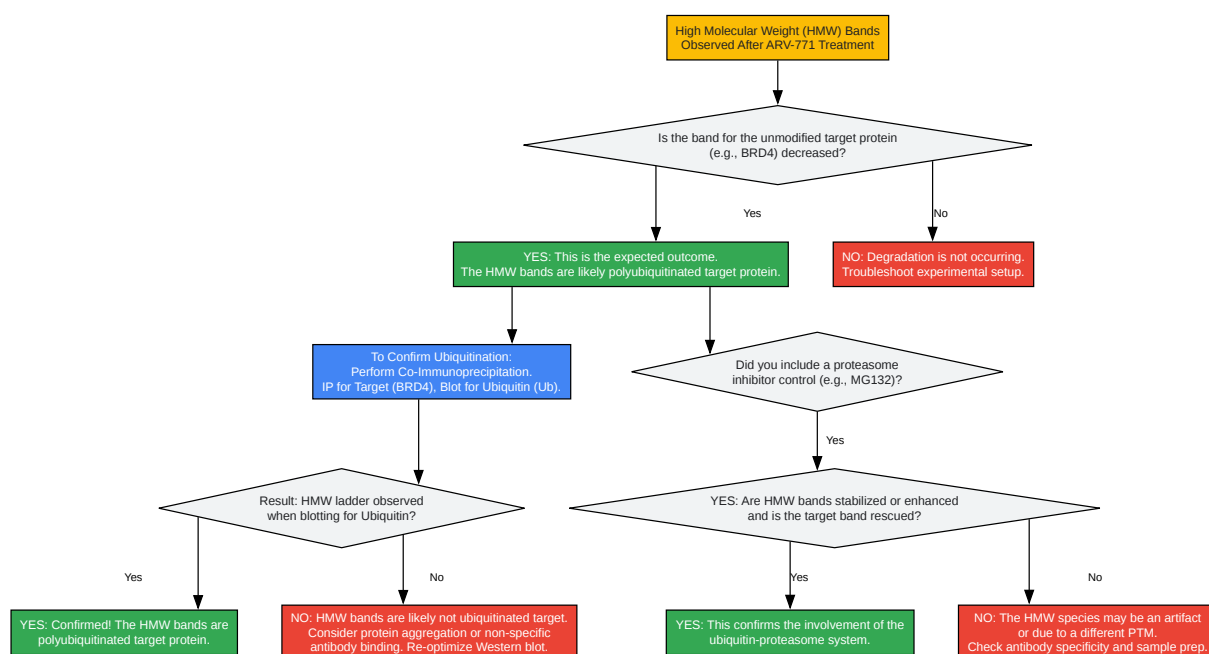 High Molecular Weight (HMW) Bands
Observed After ARV-771 Treatment
Is the band for the unmodified target protein
(e.g., BRD4) decreased?
Yes
No
YES: This is the expected outcome.
The HMW bands are likely polyubiquitinated target protein.
NO: Degradation is not occurring.
Troubleshoot experimental setup.
To Confirm Ubiquitination:
Perform Co-Immunoprecipitation.
IP for Target (BRD4), Blot for Ubiquitin (Ub).
Did you include a proteasome
inhibitor control (e.g., MG132)?
Yes
Result: HMW ladder observed
when blotting for Ubiquitin?
YES: Are HMW bands stabilized or enhanced
and is the target band rescued?
Yes
No
Yes
No
YES: Confirmed! The HMW bands are
polyubiquitinated target protein.
NO: HMW bands are likely not ubiquitinated target.
Consider protein aggregation or non-specific
antibody binding. Re-optimize Western blot.
YES: This confirms the involvement of the
ubiquitin-proteasome system.
NO: The HMW species may be an artifact
or due to a different PTM.
Check antibody specificity and sample prep.